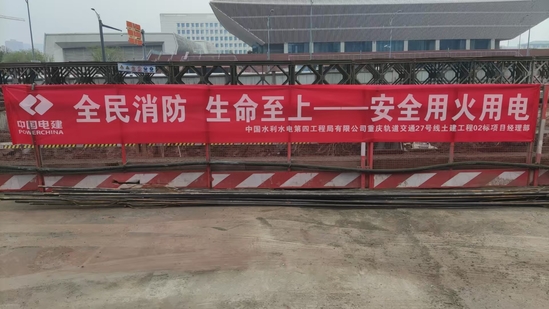 中国电建
POWERCHINA
全民消防 生命至上——安全用火用电
中国水利水电第四工程局有限公司重庆轨道交通27号线土建工程02标项目经理部